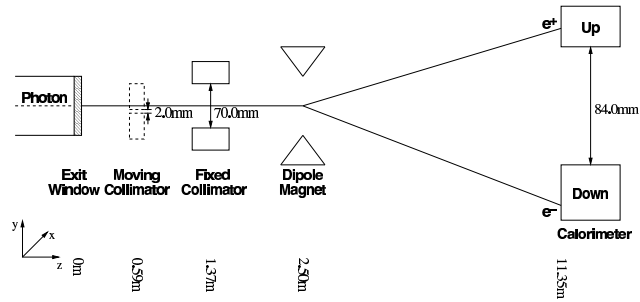 e+
Up
Photon
2.0mm
70.0mm
84.0mm
Exit
Window
Moving
Collimator
Fixed
Collimator
Dipole
Magnet
Down
e−
Calorimeter
y
x
z
0m
0.59m
1.37m
2.50m
11.35m